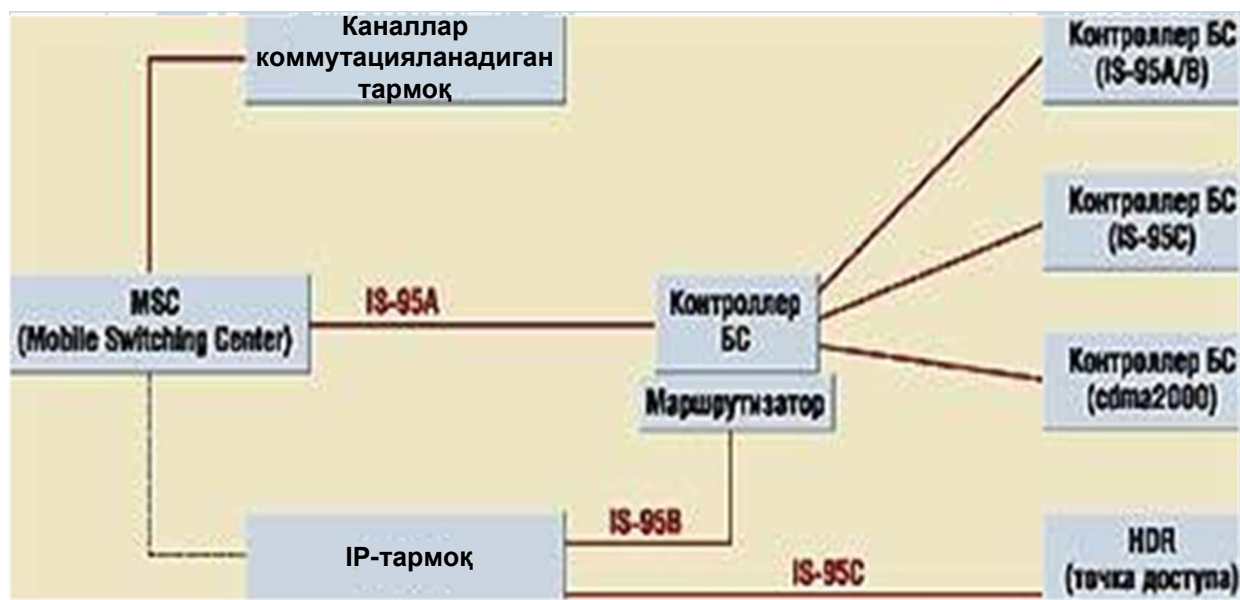 Каналлар
коммутацияланадиган
тармоқ
Контроллер БС
(IS-95A/B)
Контроллер БС
(IS-95C)
MSC
(Mobile Switching Center)
IS-95A
Контроллер
БС
Маршрутизатор
Контроллер БС
(cdma2000)
IP-тармоқ
IS-95B
IS-95C
HDR
(точка доступа)